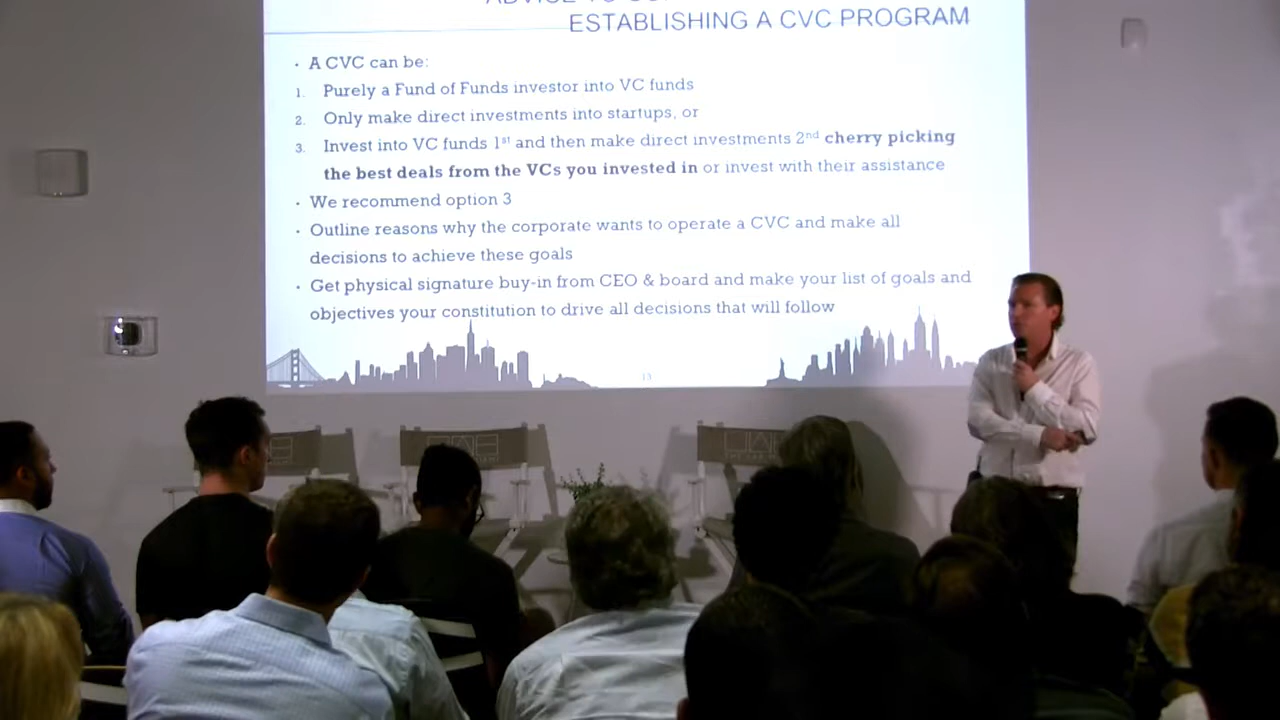 ADVICE TO
ESTABLISHING A CVC PROGRAM
• A CVC can be:
1. Purely a Fund of Funds investor into VC funds
2. Only make direct investments into startups, or
3. Invest into VC funds 1st and then make direct investments 2nd cherry picking
the best deals from the VCs you invested in or invest with their assistance
• We recommend option 3
• Outline reasons why the corporate wants to operate a CVC and make all
decisions to achieve these goals
• Get physical signature buy-in from CEO & board and make your list of goals and
objectives your constitution to drive all decisions that will follow
13